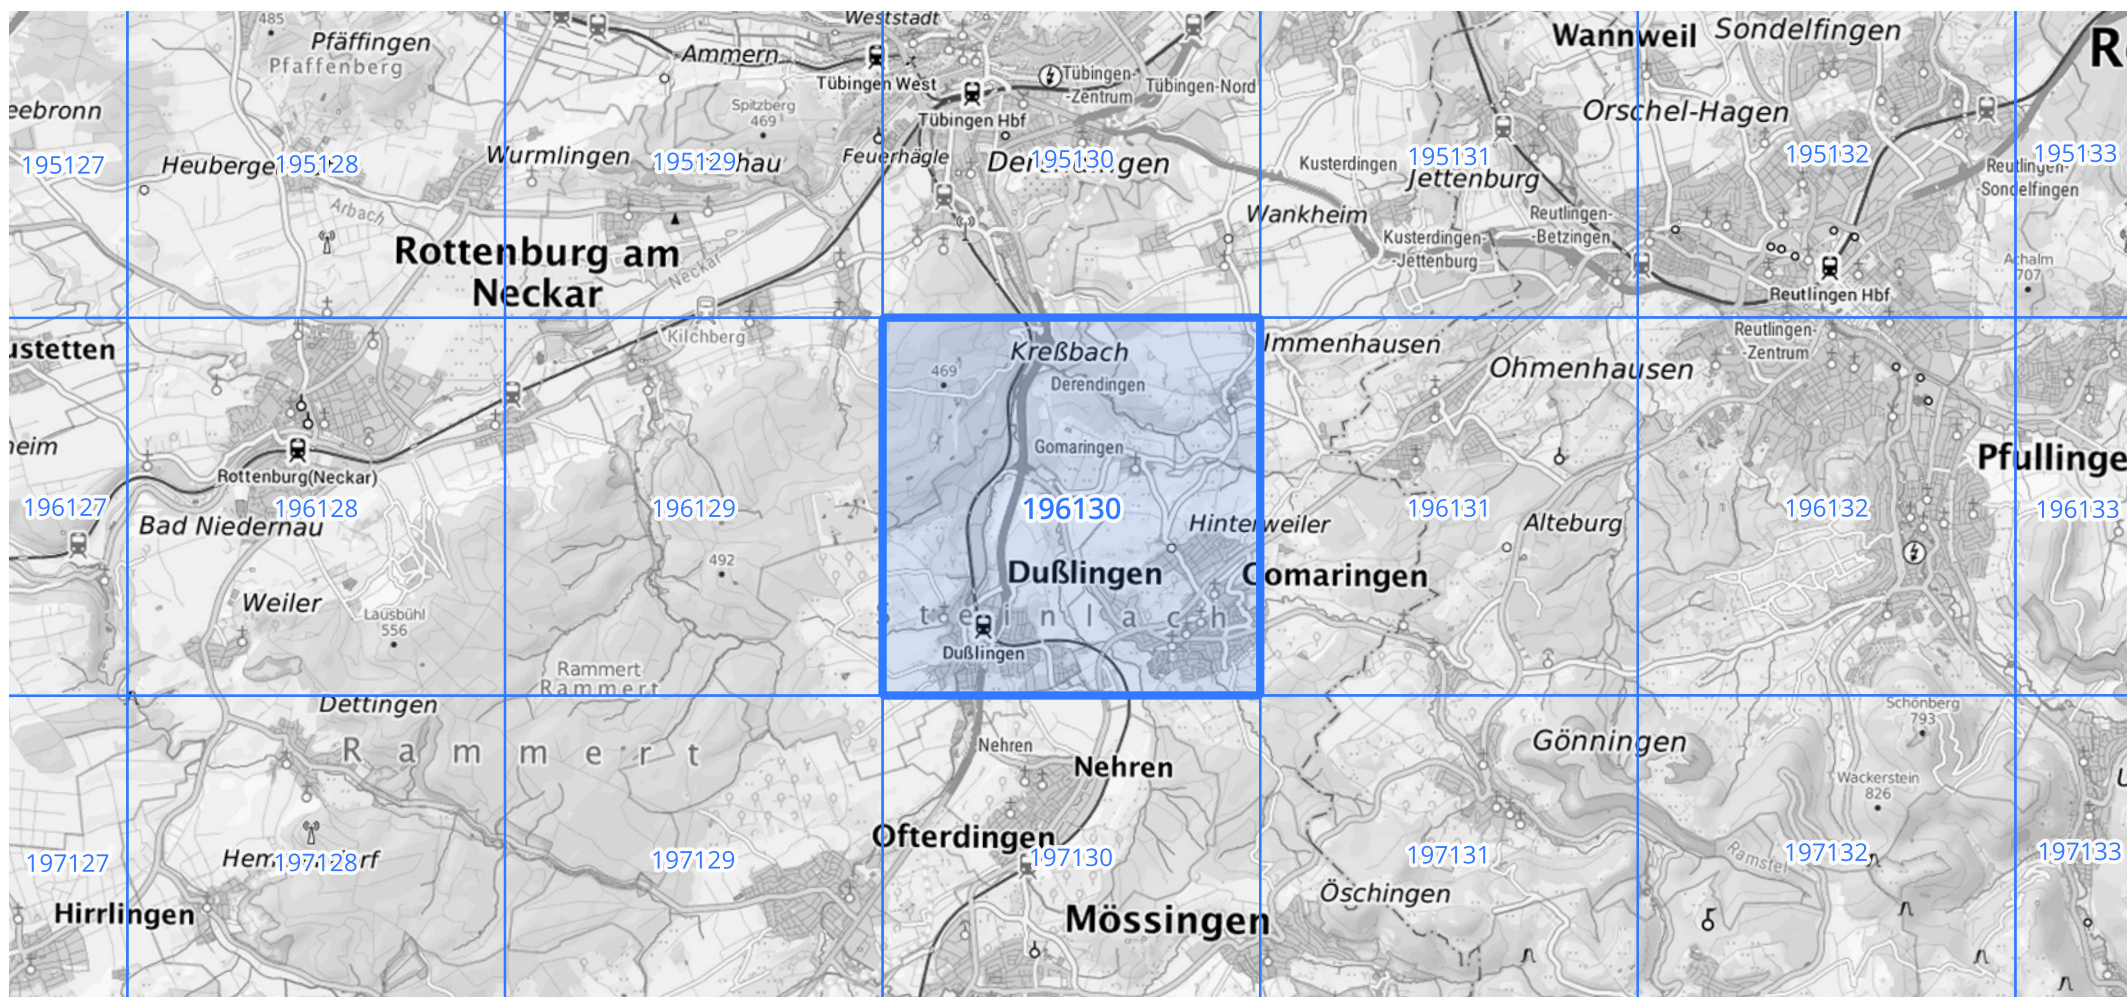 485
Pfäffingen
Pfaffenberg
Weststadt
Ammern
Tübingen West
Tübingen-
-Zentrum
Tübingen-Nord
Tübingen Hbf
Wannweil
Sondelfingen
R
Orschel-Hagen
eebronn
195127
195128
Wurmlingen
Spitzberg
469
195129
hau
Feuerhägle
195130
Kusterdingen
195131
Jettenburg
195132
195133
Reutlingen-
-Sondelfingen
Arbach
Wankheim
Reutlingen-
-Betzingen
Kusterdingen-
-Jettenburg
Rottenburg am
Neckar
Neckar
Achalm
707
Reutlingen Hbf
ustetten
Kilchberg
Kreßbach
469
Derendingen
Immenhausen
Ohmenhausen
Reutlingen-
-Zentrum
heim
Rottenburg(Neckar)
Gomaringen
Pfullinge
196127
196128
Bad Niedernau
196129
196130
Hinterweiler
196131
Alteburg
196132
196133
492
Dußlingen
Gomaringen
Weiler
Lausbühl
556
Steinlach
Dußlingen
Rammert
Rammert
Dettingen
Rammert
Nehren
Nehren
Gönningen
Schönberg
793
Wackerstein
826
U
Ofterdingen
197127
197128
197129
197130
197131
197132
197133
Ramstel
Hirrlingen
Öschingen
Mössingen